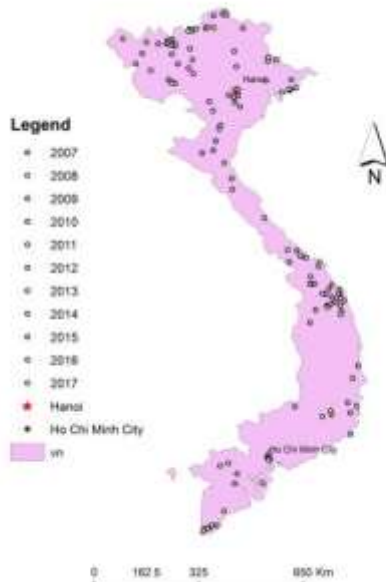 Hanoi
Legend
2007
2008
2009
2010
2011
2012
2013
2014
2015
2016
2017
Hanoi
Ho Chi Minh City
vn
N
Ho Chi Minh City
0 162.5 325 650 Km